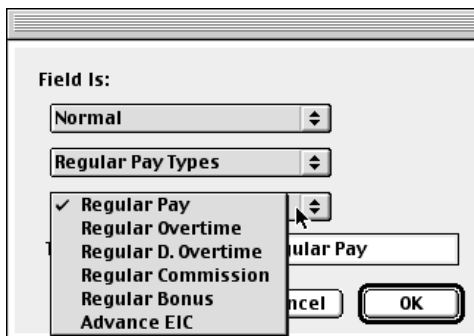 Field Is:
Normal
Regular Pay Types
✓ Regular Pay
Regular Overtime
Regular D. Overtime
Regular Commission
Regular Bonus
Advance EIC
T
gular Pay
ncel
OK